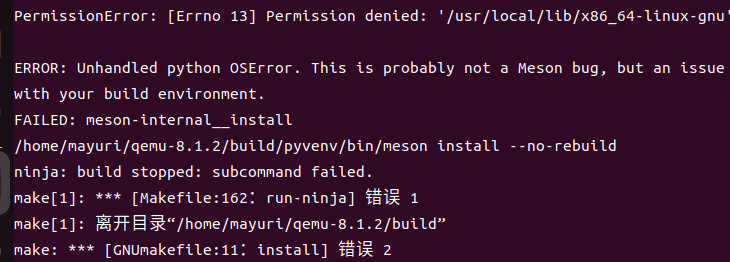 PermissionError: [Errno 13] Permission denied: '/usr/local/lib/x86_64-linux-gnu'
ERROR: Unhandled python OSError. This is probably not a Meson bug, but an issue
with your build environment.
FAILED: meson-internal__install
/home/mayuri/qemu-8.1.2/build/pyvenv/bin/meson install --no-rebuild
ninja: build stopped: subcommand failed.
make[1]: *** [Makefile:162：run-ninja] 错误 1
make[1]: 离开目录“/home/mayuri/qemu-8.1.2/build”
make: *** [GNUmakefile:11：install] 错误 2